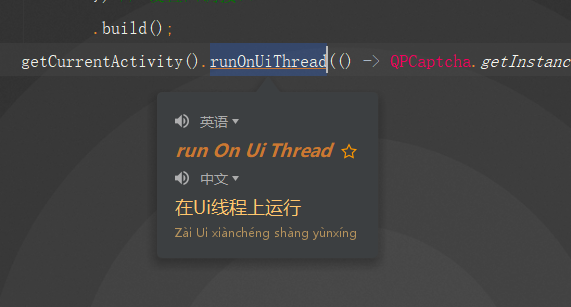 .build();
getCurrentActivity().runOnUiThread(() -> QPCaptcha.getInstanc
英语
run On Ui Thread
中文
在Ui线程上运行
Zài Ui xiànchéng shàng yùnxíng